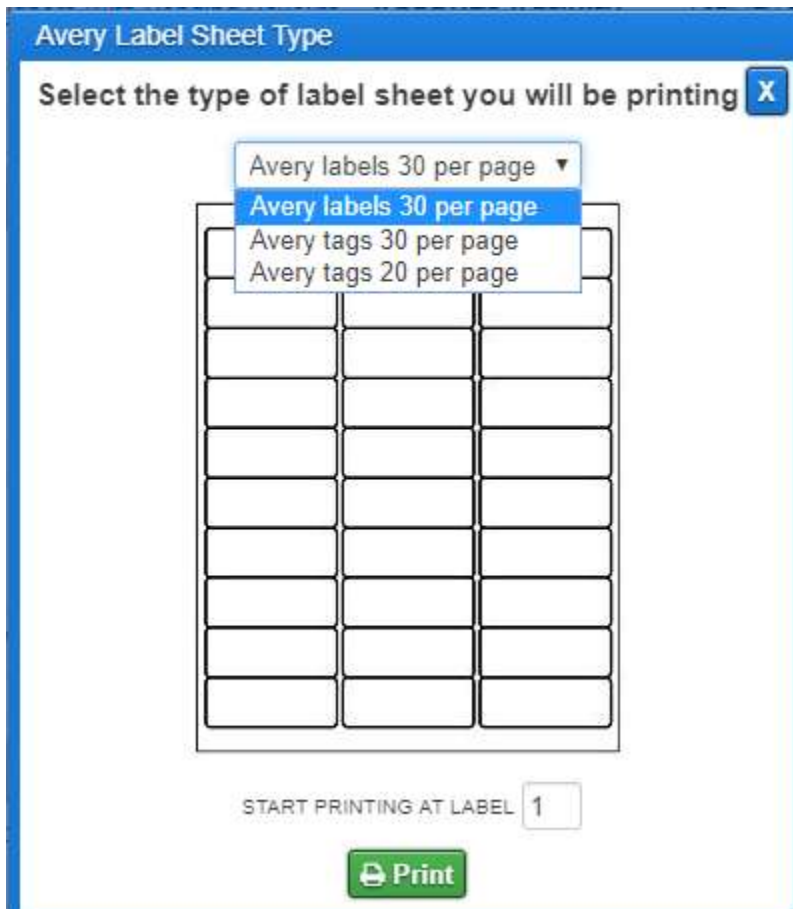 Avery Label Sheet Type
Select the type of label sheet you will be printing X
Avery labels 30 per page
Avery labels 30 per page
Avery tags 30 per page
Avery tags 20 per page
START PRINTING AT LABEL 1
Print